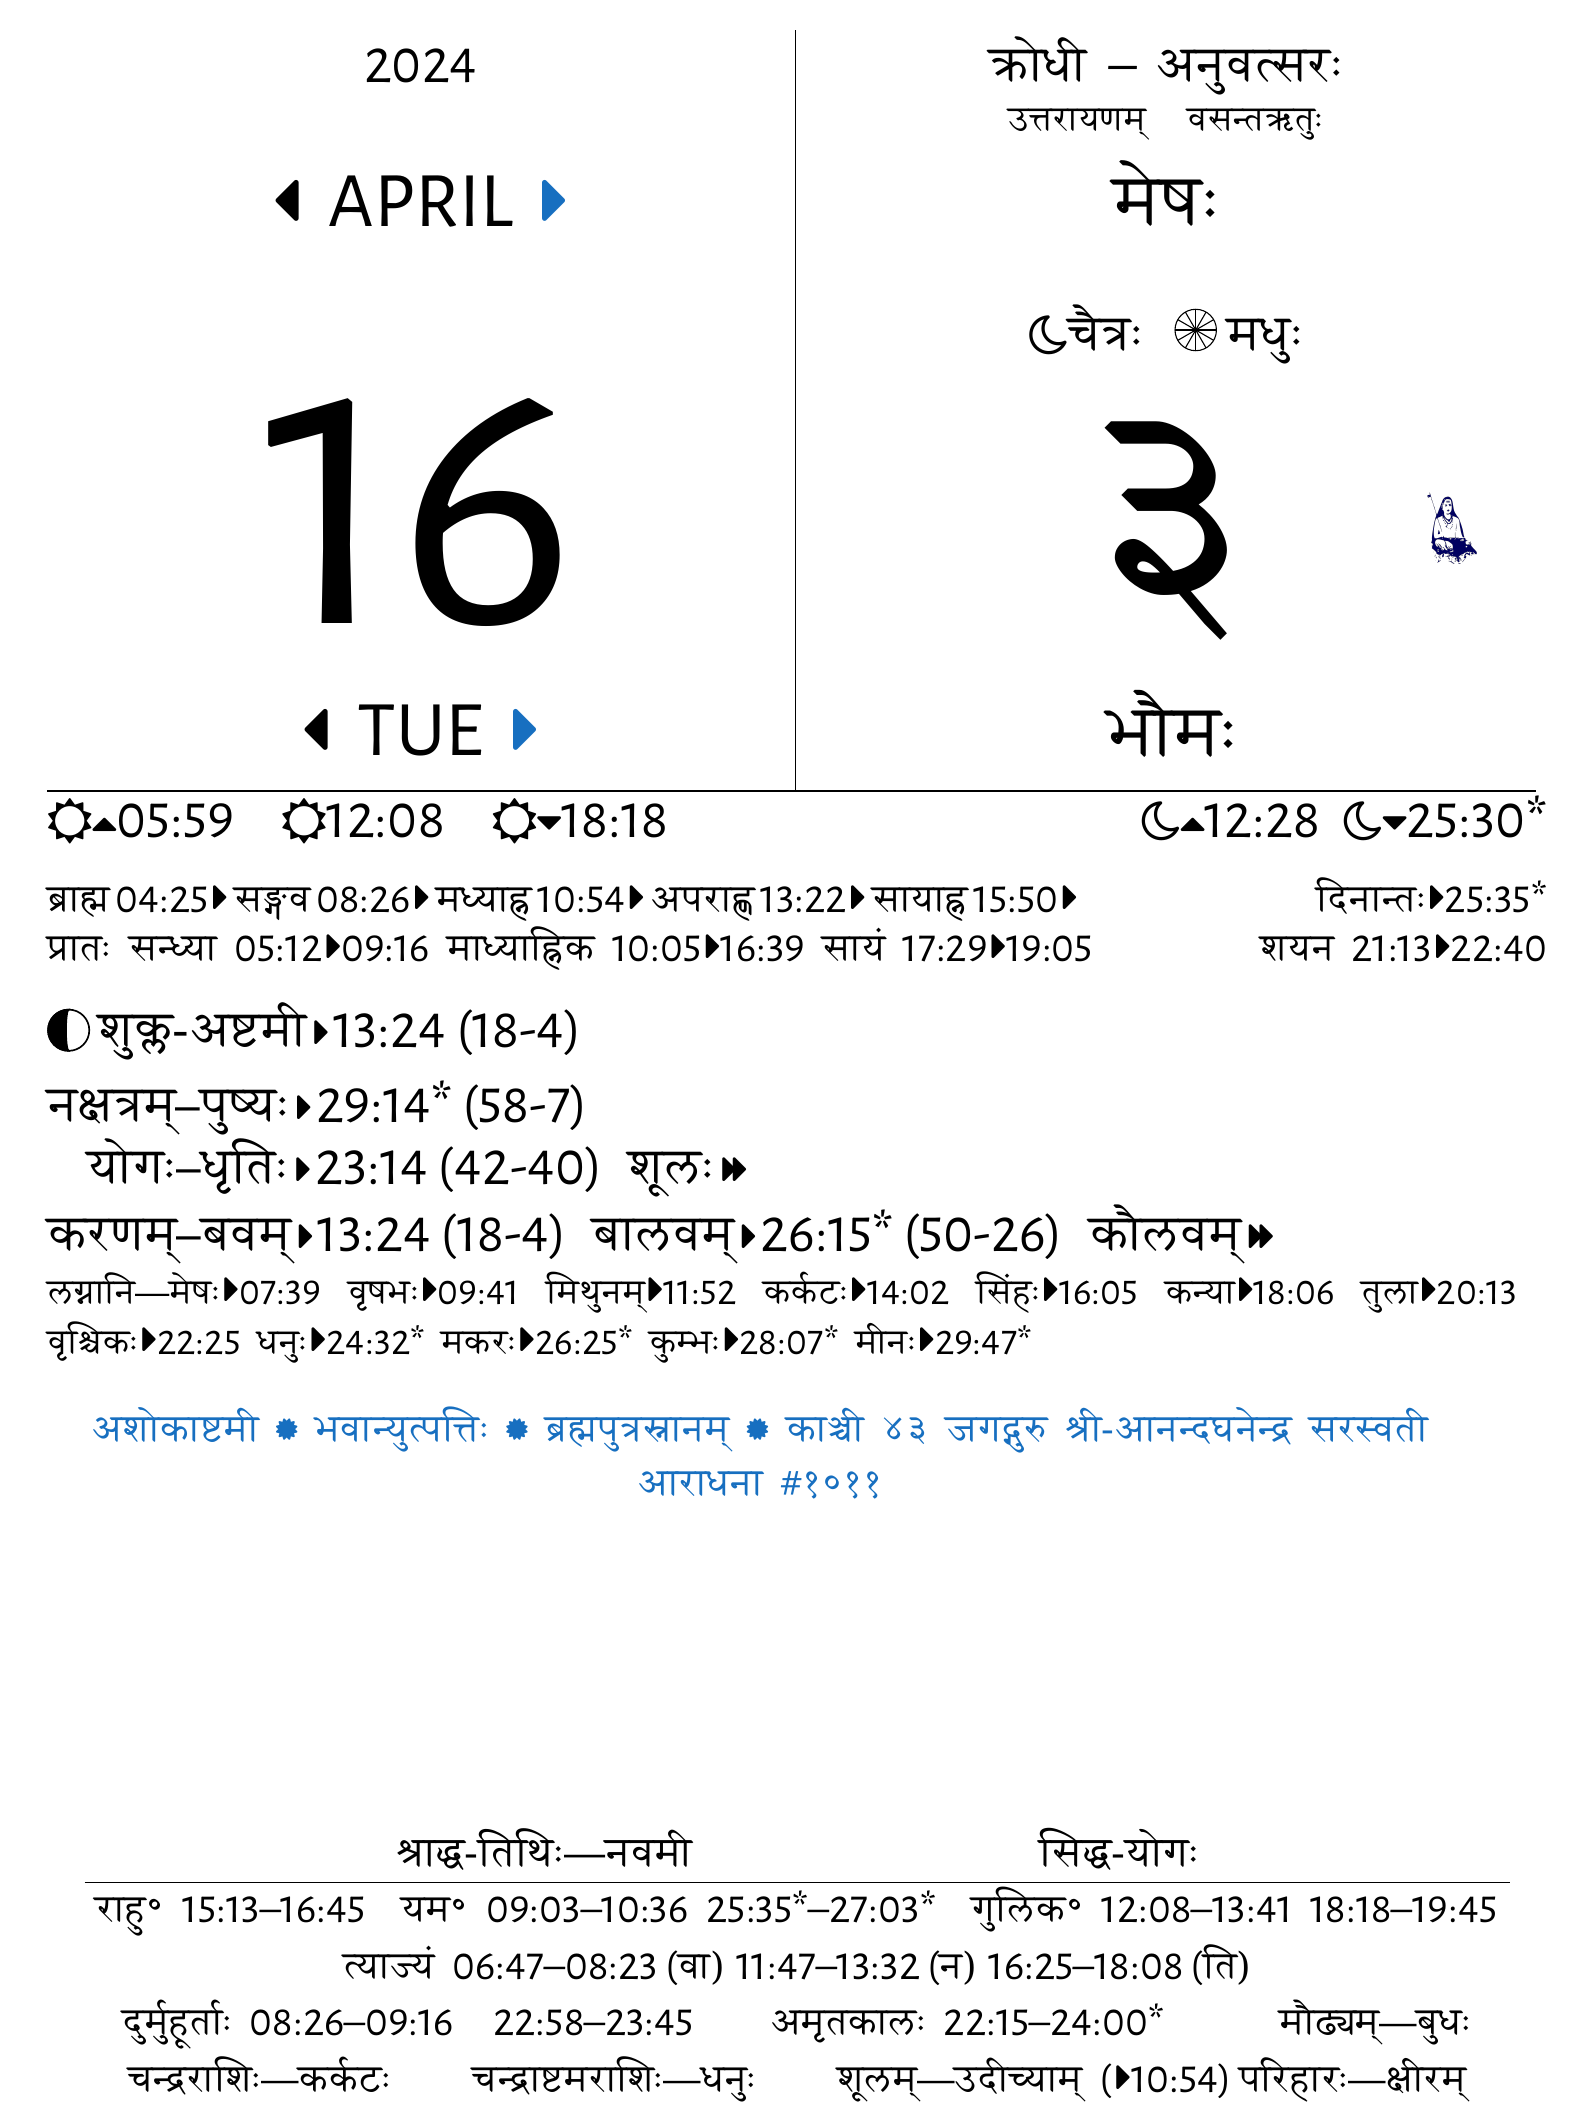 2024
APRIL
16
TUE
क्रोधी – अनुवत्सरः
उत्तरायणम् वसन्तऋतुः
मेषः
चैत्रः मधुः
३
भौमः
05:59 12:08 18:18 12:28 25:30*
ब्राह्म 04:25 सङ्गव 08:26 मध्याह्न 10:54 अपराह्ण 13:22 सायाह्न 15:50 दिनान्तः 25:35*
प्रातः सन्ध्या 05:12 09:16 माध्याह्निक 10:05 16:39 सायं 17:29 19:05 शयन 21:13 22:40
शुक्ल-अष्टमी 13:24 (18-4)
नक्षत्रम्–पुष्यः 29:14* (58-7)
योगः–धृतिः 23:14 (42-40) शूलः
करणम्–बवम् 13:24 (18-4) बालवम् 26:15* (50-26) कौलवम्
लग्नानि—मेषः 07:39 वृषभः 09:41 मिथुनम् 11:52 कर्कटः 14:02 सिंहः 16:05 कन्या 18:06 तुला 20:13
वृश्चिकः 22:25 धनुः 24:32* मकरः 26:25* कुम्भः 28:07* मीनः 29:47*
अशोकाष्टमी ✹ भवान्युत्पत्तिः ✹ ब्रह्मपुत्रस्नानम् ✹ काञ्ची ४३ जगद्गुरु श्री-आनन्दघनेन्द्र सरस्वती
आराधना #१०११
श्राद्ध-तिथिः—नवमी सिद्ध-योगः
राहु॰ 15:13–16:45 यम॰ 09:03–10:36 25:35*–27:03* गुलिक॰ 12:08–13:41 18:18–19:45
त्याज्यं 06:47–08:23 (वा) 11:47–13:32 (न) 16:25–18:08 (ति)
दुर्मुहूर्ताः 08:26–09:16 22:58–23:45 अमृतकालः 22:15–24:00* मौढ्यम्—बुधः
चन्द्रराशिः—कर्कटः चन्द्राष्टमराशिः—धनुः शूलम्—उदीच्याम् (10:54) परिहारः—क्षीरम्